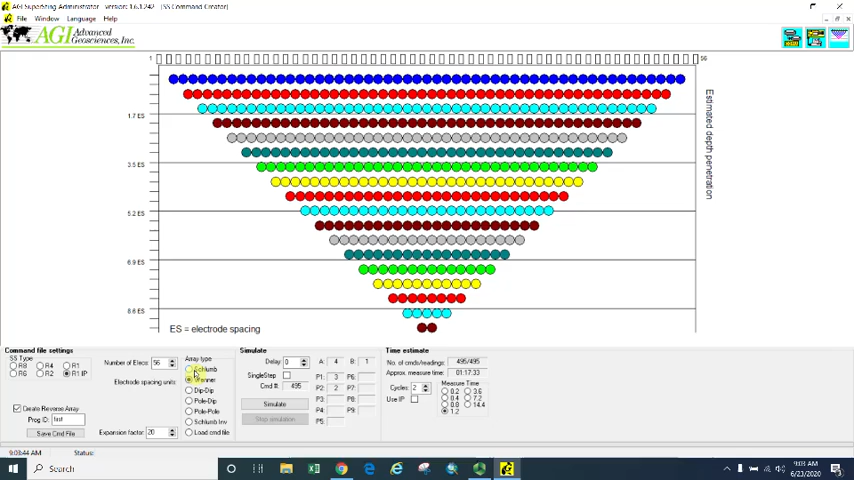 AGI SuperSting Administrator version: 1.6.1.242 - [SS Command Creator]
File Window Language Help
AGI Advanced Geosciences, Inc.
1
56
1.7 ES
3.5 ES
5.2 ES
6.9 ES
8.6 ES
Estimated depth penetration
ES = electrode spacing
Command file settings
SS Type
R8 R4 R1
R6 R2 R1 IP
Create Reverse Array
Prog ID: first
Save Cmd File
Number of Elecs: 56
Electrode spacing units:
Expansion factor: 20
Array type
Schlumb
Wenner
Dip-Dip
Pole-Dip
Pole-Pole
Schlumb Inv
Load cmd file
Simulate
Delay 0
SingleStep
Cmd #: 495
Simulate
Stop simulation
A: 4 B: 1
P1: 3 P6:
P2: 2 P7:
P3: P8:
P4: P9:
P5:
Time estimate
No. of cmds/readings: 495/495
Approx. measure time: 01:17:33
Cycles: 2
Use IP
Measure Time
0.2 3.6
0.4 7.2
0.8 14.4
1.2
9:03:44 AM Status:
Search
9:03 AM
6/23/2020